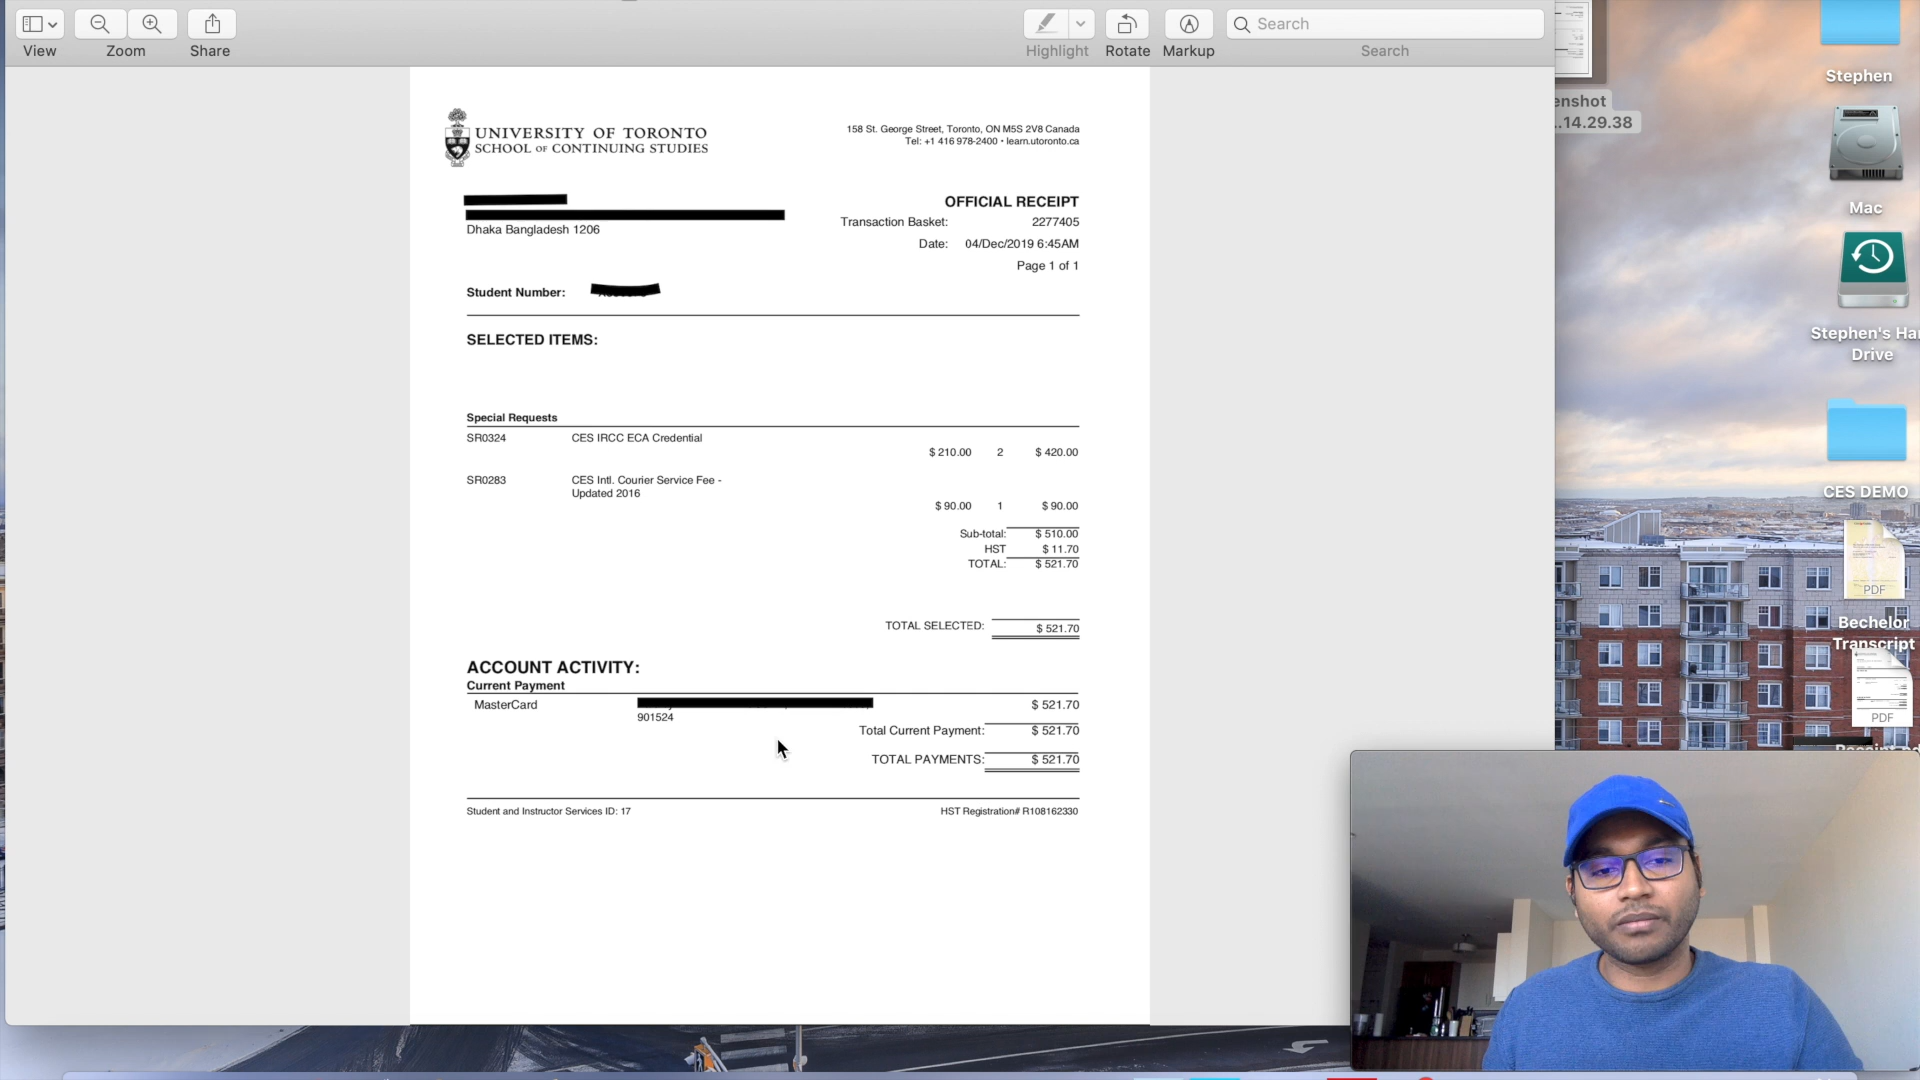 View
Zoom
Share
Highlight
Rotate
Markup
Search
Search
UNIVERSITY OF TORONTO
SCHOOL OF CONTINUING STUDIES
158 St. George Street, Toronto, ON M5S 2V8 Canada
Tel: +1 416 978-2400 • learn.utoronto.ca
Dhaka Bangladesh 1206
OFFICIAL RECEIPT
Transaction Basket: 2277405
Date: 04/Dec/2019 6:45AM
Page 1 of 1
Student Number:
SELECTED ITEMS:
Special Requests
SR0324 CES IRCC ECA Credential
$ 210.00 2 $ 420.00
SR0283 CES Intl. Courier Service Fee -
Updated 2016
$ 90.00 1 $ 90.00
Sub-total: $ 510.00
HST $ 11.70
TOTAL: $ 521.70
TOTAL SELECTED: $ 521.70
ACCOUNT ACTIVITY:
Current Payment
MasterCard $ 521.70
901524
Total Current Payment: $ 521.70
TOTAL PAYMENTS: $ 521.70
Student and Instructor Services ID: 17 HST Registration# R108162330
enshot
..14.29.38
Stephen
Mac
Stephen's Har
Drive
CES DEMO
PDF
Bechelor
Transcript
PDF